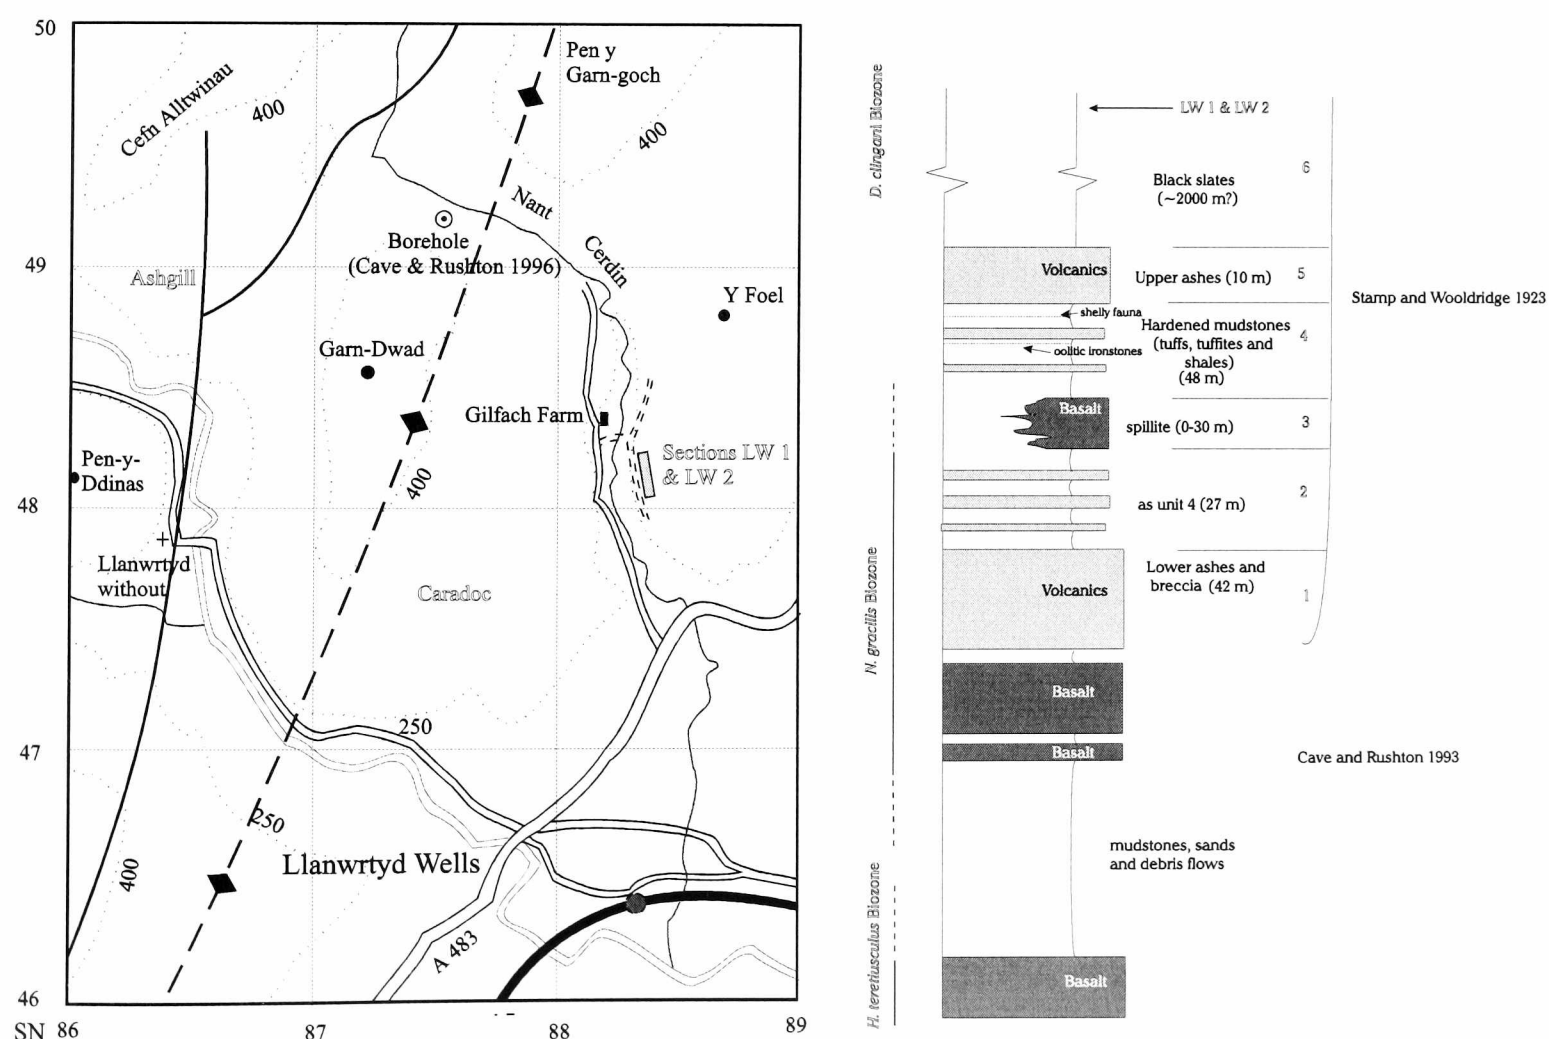 50
Pen y
Garn-goch
Cefn Alltwinau
400
400
Nant
Cerdin
Borehole
(Cave & Rushton 1996)
49
Ashgill
Y Foel
Garn-Dwad
Gilfach Farm
Sections LW 1
& LW 2
Pen-y-
Ddinas
400
48
Llanwrtyd
without
Caradoc
250
47
250
Llanwrtyd Wells
400
A 483
46
SN 86
87
88
89
D. clingani Biozone
N. gracilis Biozone
H. teretiusculus Biozone
LW 1 & LW 2
6
Black slates
(~2000 m?)
Volcanics
Upper ashes (10 m)
5
Stamp and Wooldridge 1923
shelly fauna
Hardened mudstones
(tuffs, tuffites and
shales)
(48 m)
4
oolitic ironstones
Basalt
spillite (0-30 m)
3
as unit 4 (27 m)
2
Lower ashes and
breccia (42 m)
Volcanics
1
Basalt
Basalt
Cave and Rushton 1993
mudstones, sands
and debris flows
Basalt